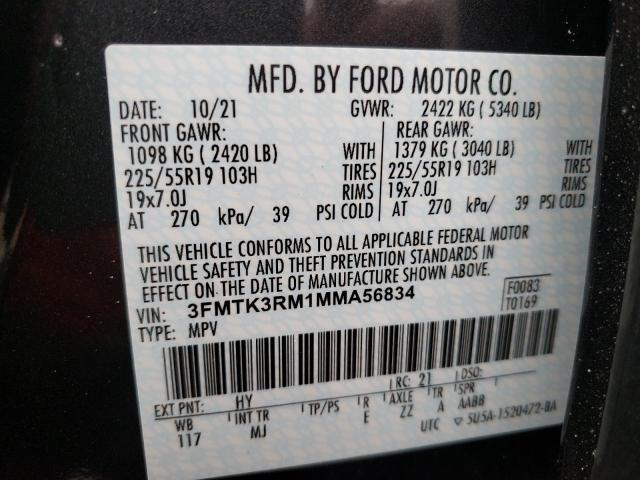 MFD. BY FORD MOTOR CO.
DATE: 10/21 GVWR: 2422 KG ( 5340 LB)
FRONT GAWR: REAR GAWR:
1098 KG ( 2420 LB) WITH 1379 KG ( 3040 LB) WITH
225/55R19 103H TIRES 225/55R19 103H TIRES
19x7.0J RIMS 19x7.0J RIMS
AT 270 kPa/ 39 PSI COLD AT 270 kPa/ 39 PSI COLD
THIS VEHICLE CONFORMS TO ALL APPLICABLE FEDERAL MOTOR
VEHICLE SAFETY AND THEFT PREVENTION STANDARDS IN
EFFECT ON THE DATE OF MANUFACTURE SHOWN ABOVE.
VIN: 3FMTK3RM1MMA56834 F0083
TYPE: MPV T0169
EXT PNT: HY RC: 21 DSO:
WB INT TR TP/PS R AXLE TR SPR
117 MJ E ZZ A AABB
UTC ▽ 5U5A-1520472-BA